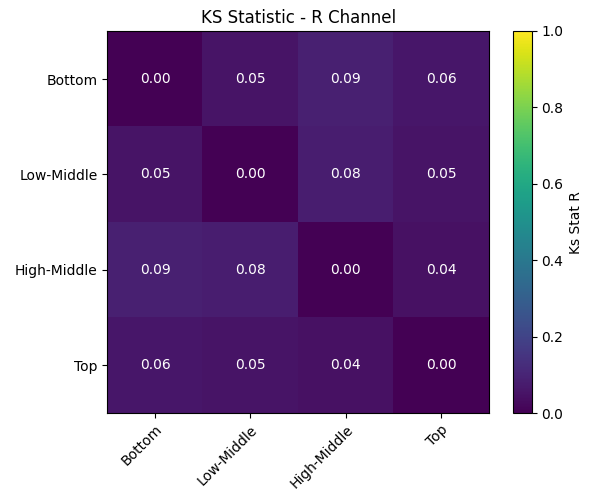 KS Statistic - R Channel
Bottom 0.00 0.05 0.09 0.06
Low-Middle 0.05 0.00 0.08 0.05
High-Middle 0.09 0.08 0.00 0.04
Top 0.06 0.05 0.04 0.00
Bottom Low-Middle High-Middle Top
1.0
0.8
0.6
0.4
0.2
0.0
Ks Stat R